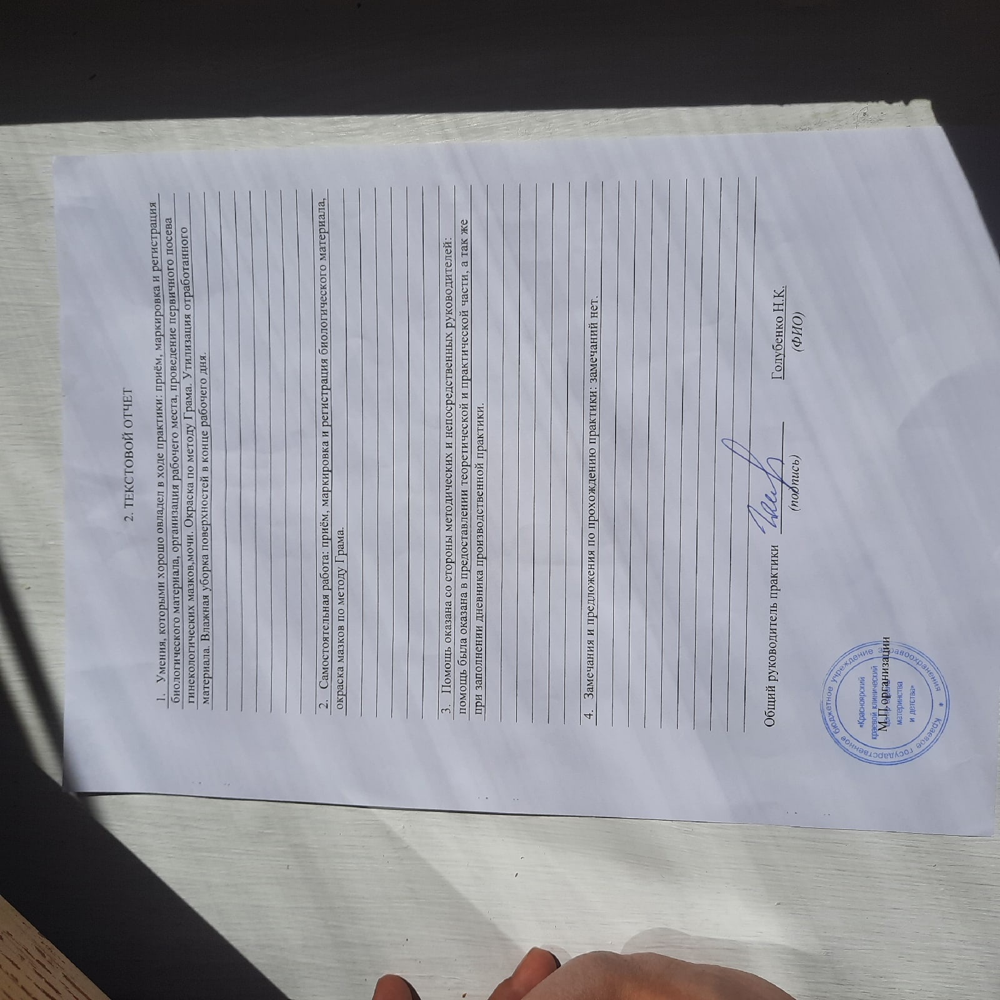 2. ТЕКСТОВОЙ ОТЧЕТ
1. Умения, которыми хорошо овладел в ходе практики: приём, маркировка и регистрация
биологического материала, организация рабочего места, проведение первичного посева
гинекологических мазков,мочи. Окраска по методу Грама. Утилизация отработанного
материала. Влажная уборка поверхностей в конце рабочего дня.
2. Самостоятельная работа: приём, маркировка и регистрация биологического материала,
окраска мазков по методу Грама.
3. Помощь оказана со стороны методических и непосредственных руководителей:
помощь была оказана в предоставлении теоретической и практической части, а так же
при заполнении дневника производственной практики.
4. Замечания и предложения по прохождению практики: замечаний нет.
Общий руководитель практики Голубенко Н.К.
(подпись) (ФИО)
М.П.организации
Краевое государственное бюджетное учреждение здравоохранения *
«Красноярский
краевой клинический
центр охраны
материнства
и детства»